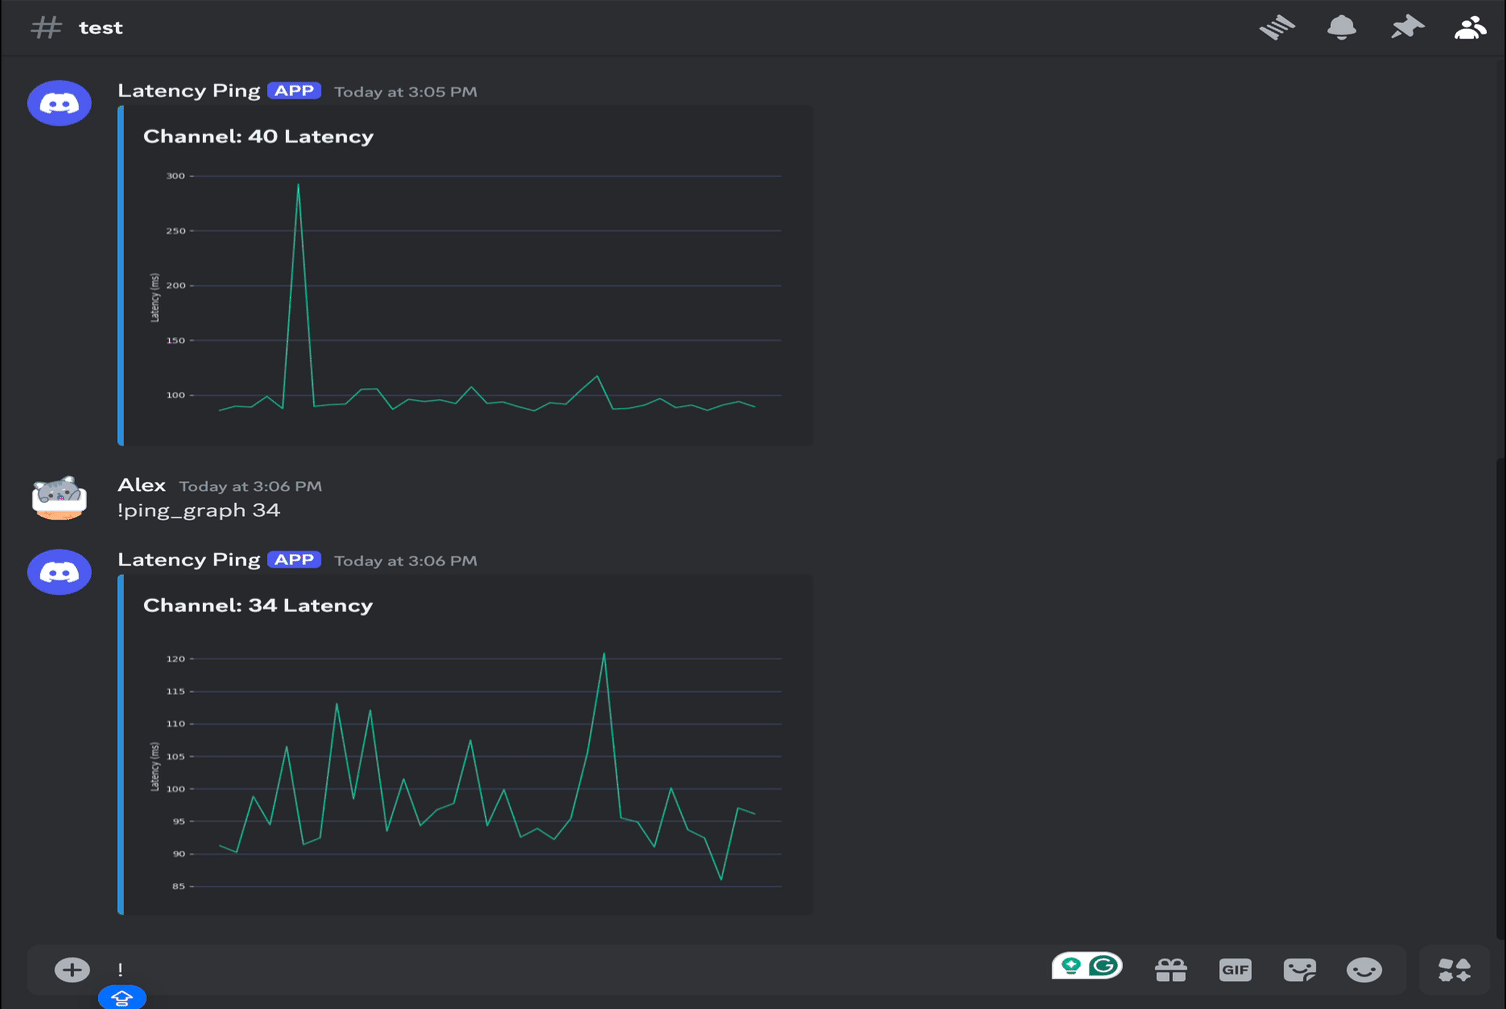 test
Latency Ping APP Today at 3:05 PM
Channel: 40 Latency
300
250
200
150
100
Latency (ms)
Alex Today at 3:06 PM
!ping_graph 34
Latency Ping APP Today at 3:06 PM
Channel: 34 Latency
120
115
110
105
100
95
90
85
Latency (ms)
!
GIF